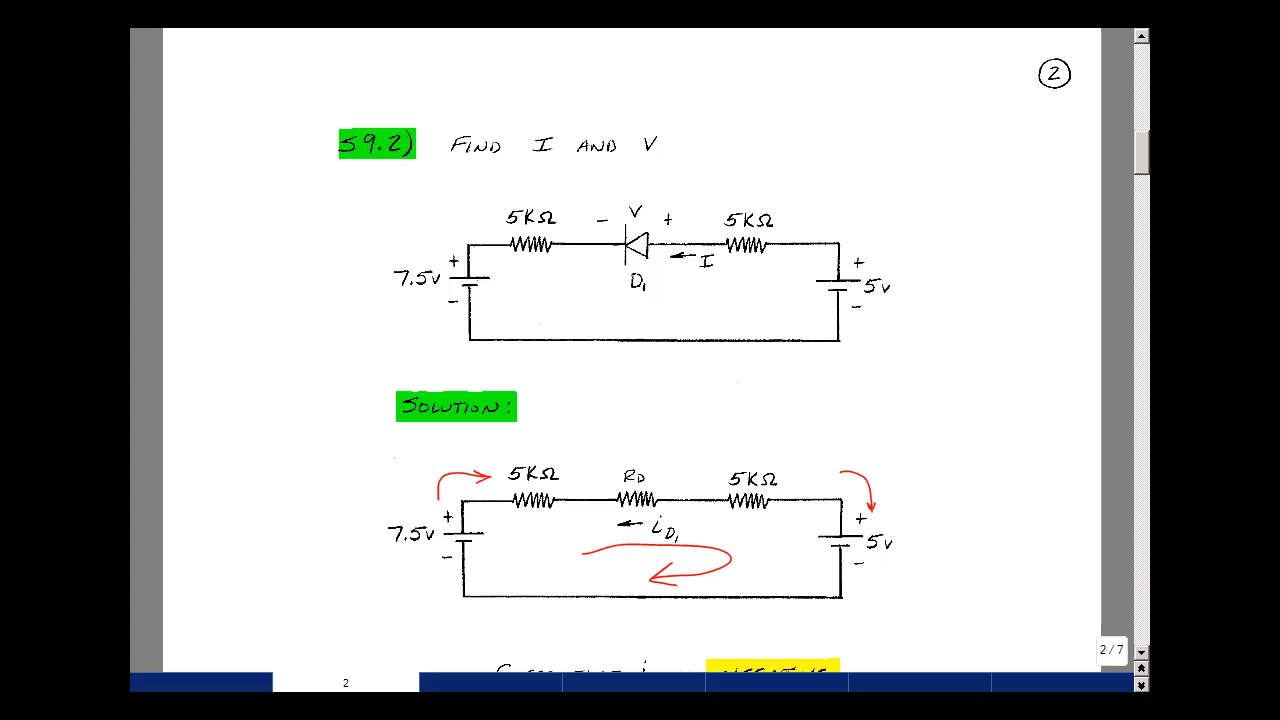 2
59.2) FIND I AND V
5KΩ - V + 5KΩ
+ ← I +
7.5V D₁ 5V
- -
SOLUTION:
5KΩ RD 5KΩ
+ ← iD₁ +
7.5V 5V
- -
2/7
2